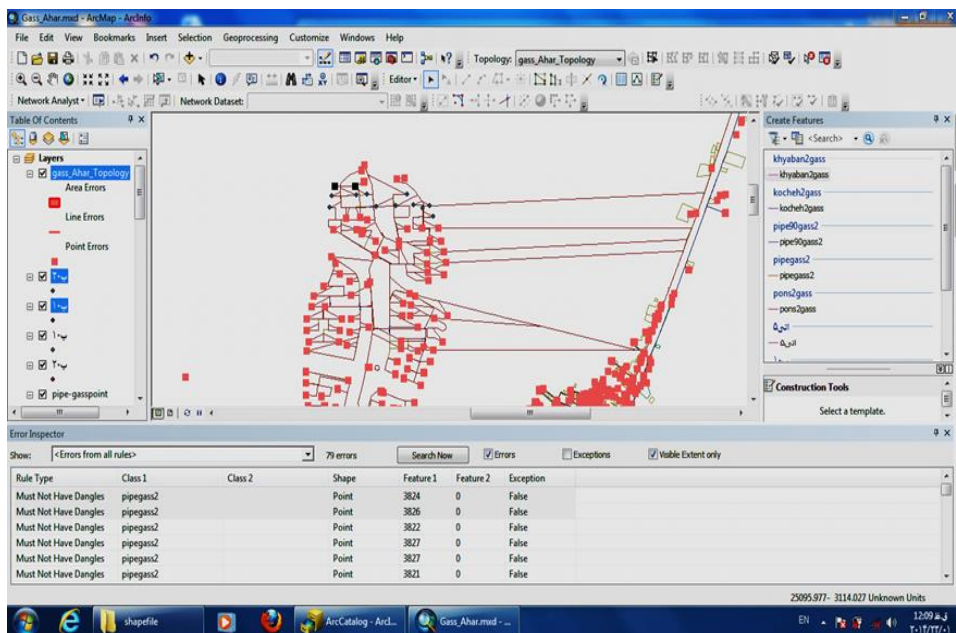 Gass_Ahar.mxd - ArcMap - ArcInfo
File Edit View Bookmarks Insert Selection Geoprocessing Customize Windows Help
Topology: gass_Ahar_Topology
Editor
Network Analyst Network Dataset:
Table Of Contents
Layers
gass_Ahar_Topology
Area Errors
Line Errors
Point Errors
ب-۲۰
ب-۱۰
ب-۱۰
ب-۲۰
pipe-gasspoint
Create Features
<Search>
khyaban2gass
khyaban2gass
kocheh2gass
kocheh2gass
pipe90gass2
pipe90gass2
pipegass2
pipegass2
pons2gass
pons2gass
Construction Tools
Select a template.
Error Inspector
Show: <Errors from all rules> 79 errors Search Now Errors Exceptions Visible Extent only
Rule Type Class 1 Class 2 Shape Feature 1 Feature 2 Exception
Must Not Have Dangles pipegass2 Point 3824 0 False
Must Not Have Dangles pipegass2 Point 3826 0 False
Must Not Have Dangles pipegass2 Point 3822 0 False
Must Not Have Dangles pipegass2 Point 3827 0 False
Must Not Have Dangles pipegass2 Point 3827 0 False
Must Not Have Dangles pipegass2 Point 3821 0 False
25095.977- 3114.027 Unknown Units
shapefile ArcCatalog - ArcI... Gass_Ahar.mxd - ... EN 12:09 ق.ظ